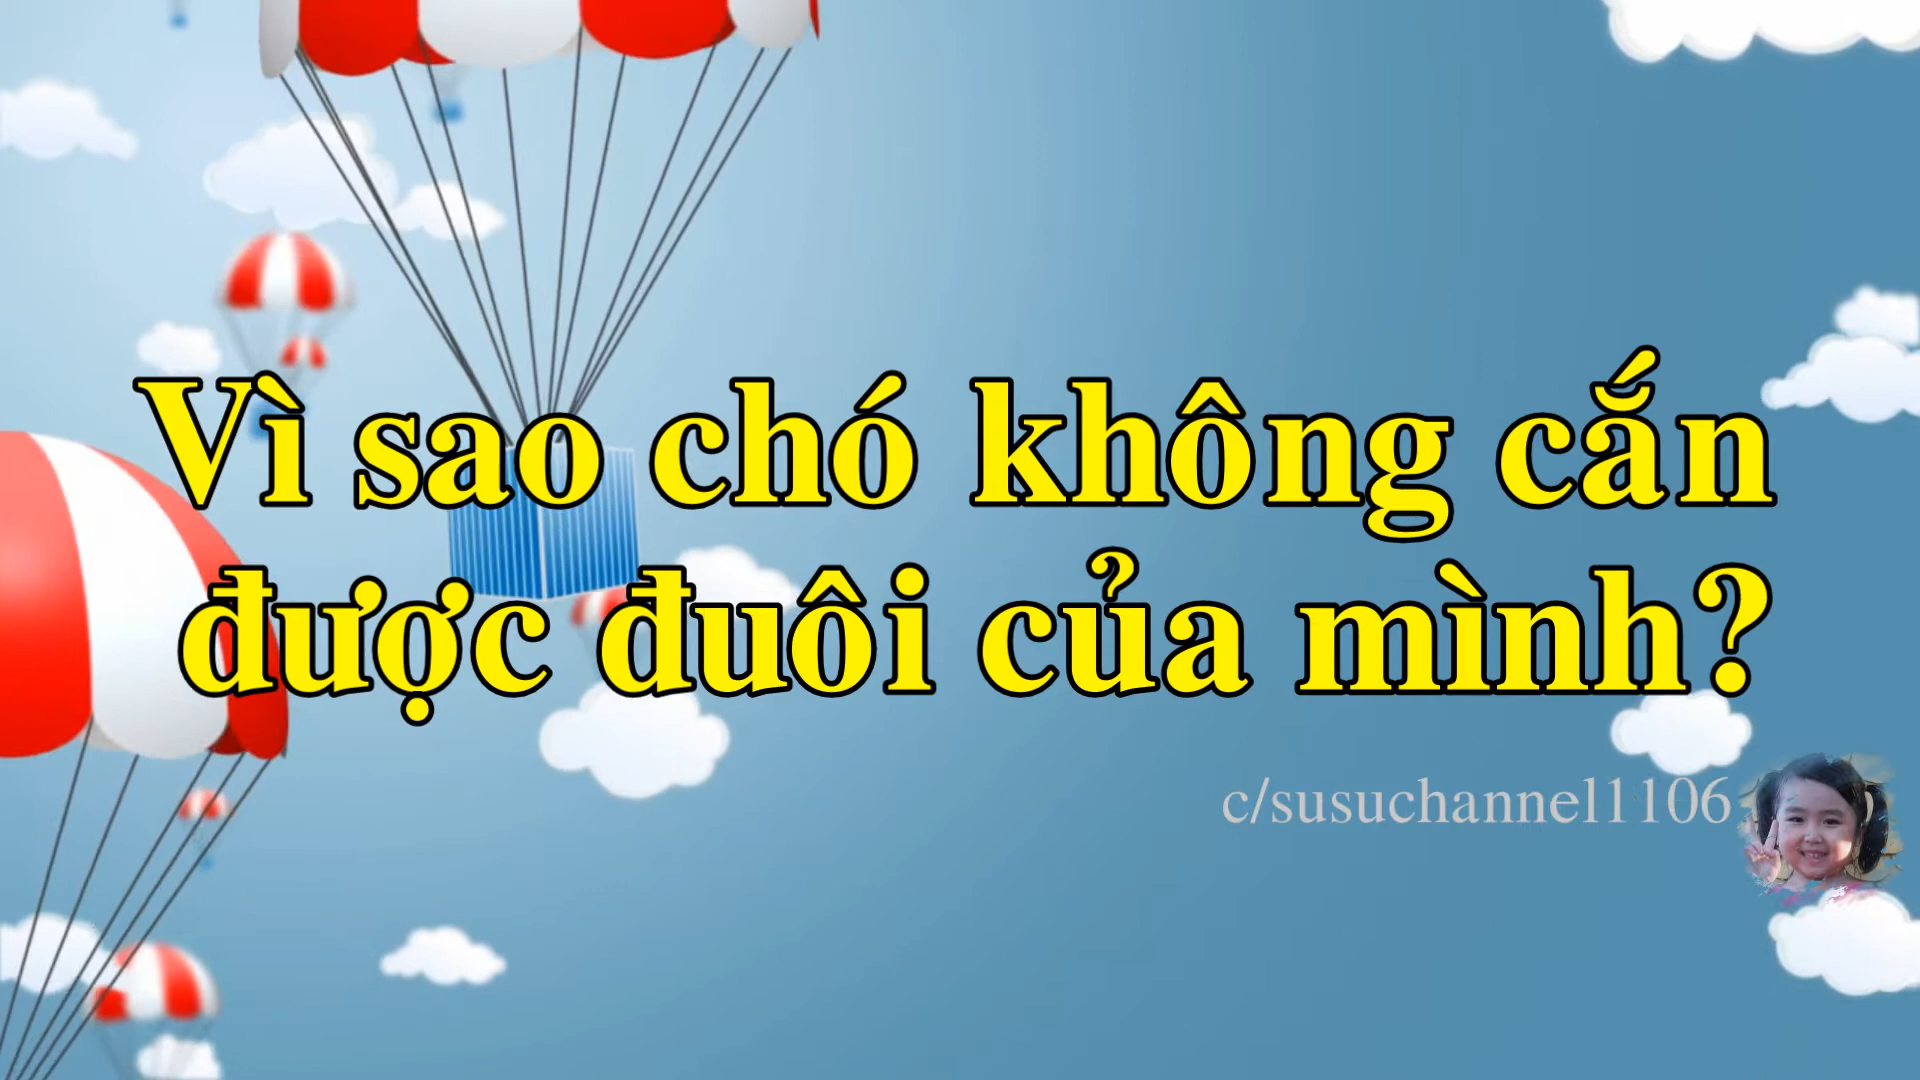 Vì sao chó không cắn
được đuôi của mình?
c/susuchannel1106